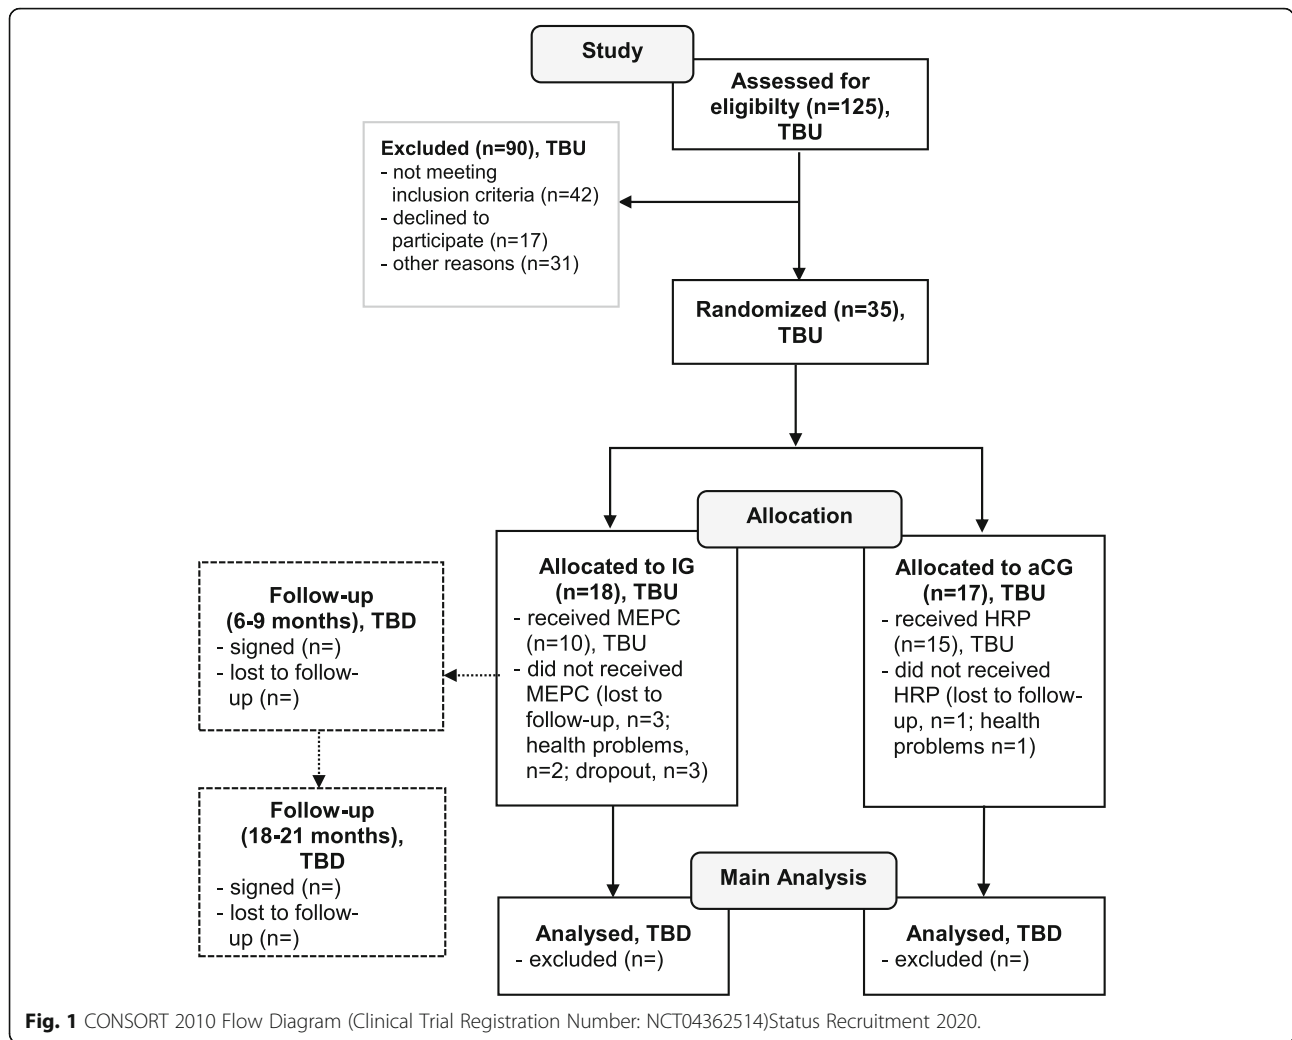 Study
Assessed for
eligibilty (n=125),
TBU
Excluded (n=90), TBU
- not meeting
inclusion criteria (n=42)
- declined to
participate (n=17)
- other reasons (n=31)
Randomized (n=35),
TBU
Allocation
Allocated to IG
(n=18), TBU
- received MEPC
(n=10), TBU
- did not received
MEPC (lost to
follow-up, n=3;
health problems,
n=2; dropout, n=3)
Allocated to aCG
(n=17), TBU
- received HRP
(n=15), TBU
- did not received
HRP (lost to follow-
up, n=1; health
problems n=1)
Follow-up
(6-9 months), TBD
- signed (n=)
- lost to follow-
up (n=)
Follow-up
(18-21 months),
TBD
- signed (n=)
- lost to follow-
up (n=)
Main Analysis
Analysed, TBD
- excluded (n=)
Analysed, TBD
- excluded (n=)
Fig. 1 CONSORT 2010 Flow Diagram (Clinical Trial Registration Number: NCT04362514)Status Recruitment 2020.